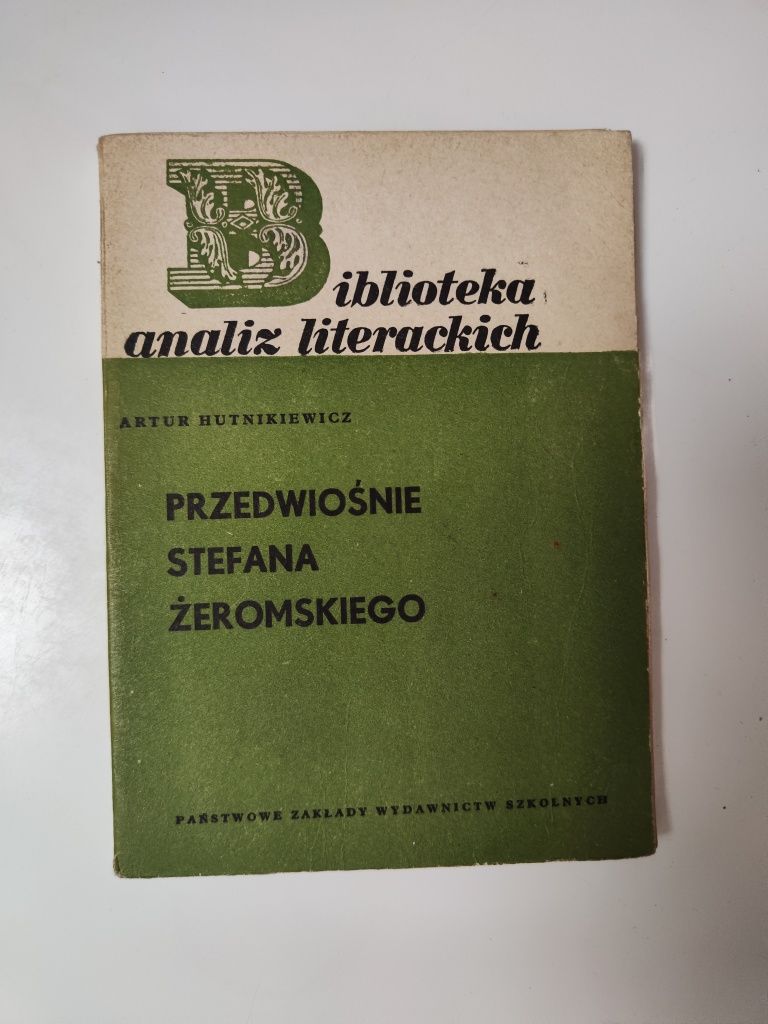 Biblioteka
analiz literackich
ARTUR HUTNIKIEWICZ
PRZEDWIOŚNIE
STEFANA
ŻEROMSKIEGO
PAŃSTWOWE ZAKŁADY WYDAWNICTW SZKOLNYCH